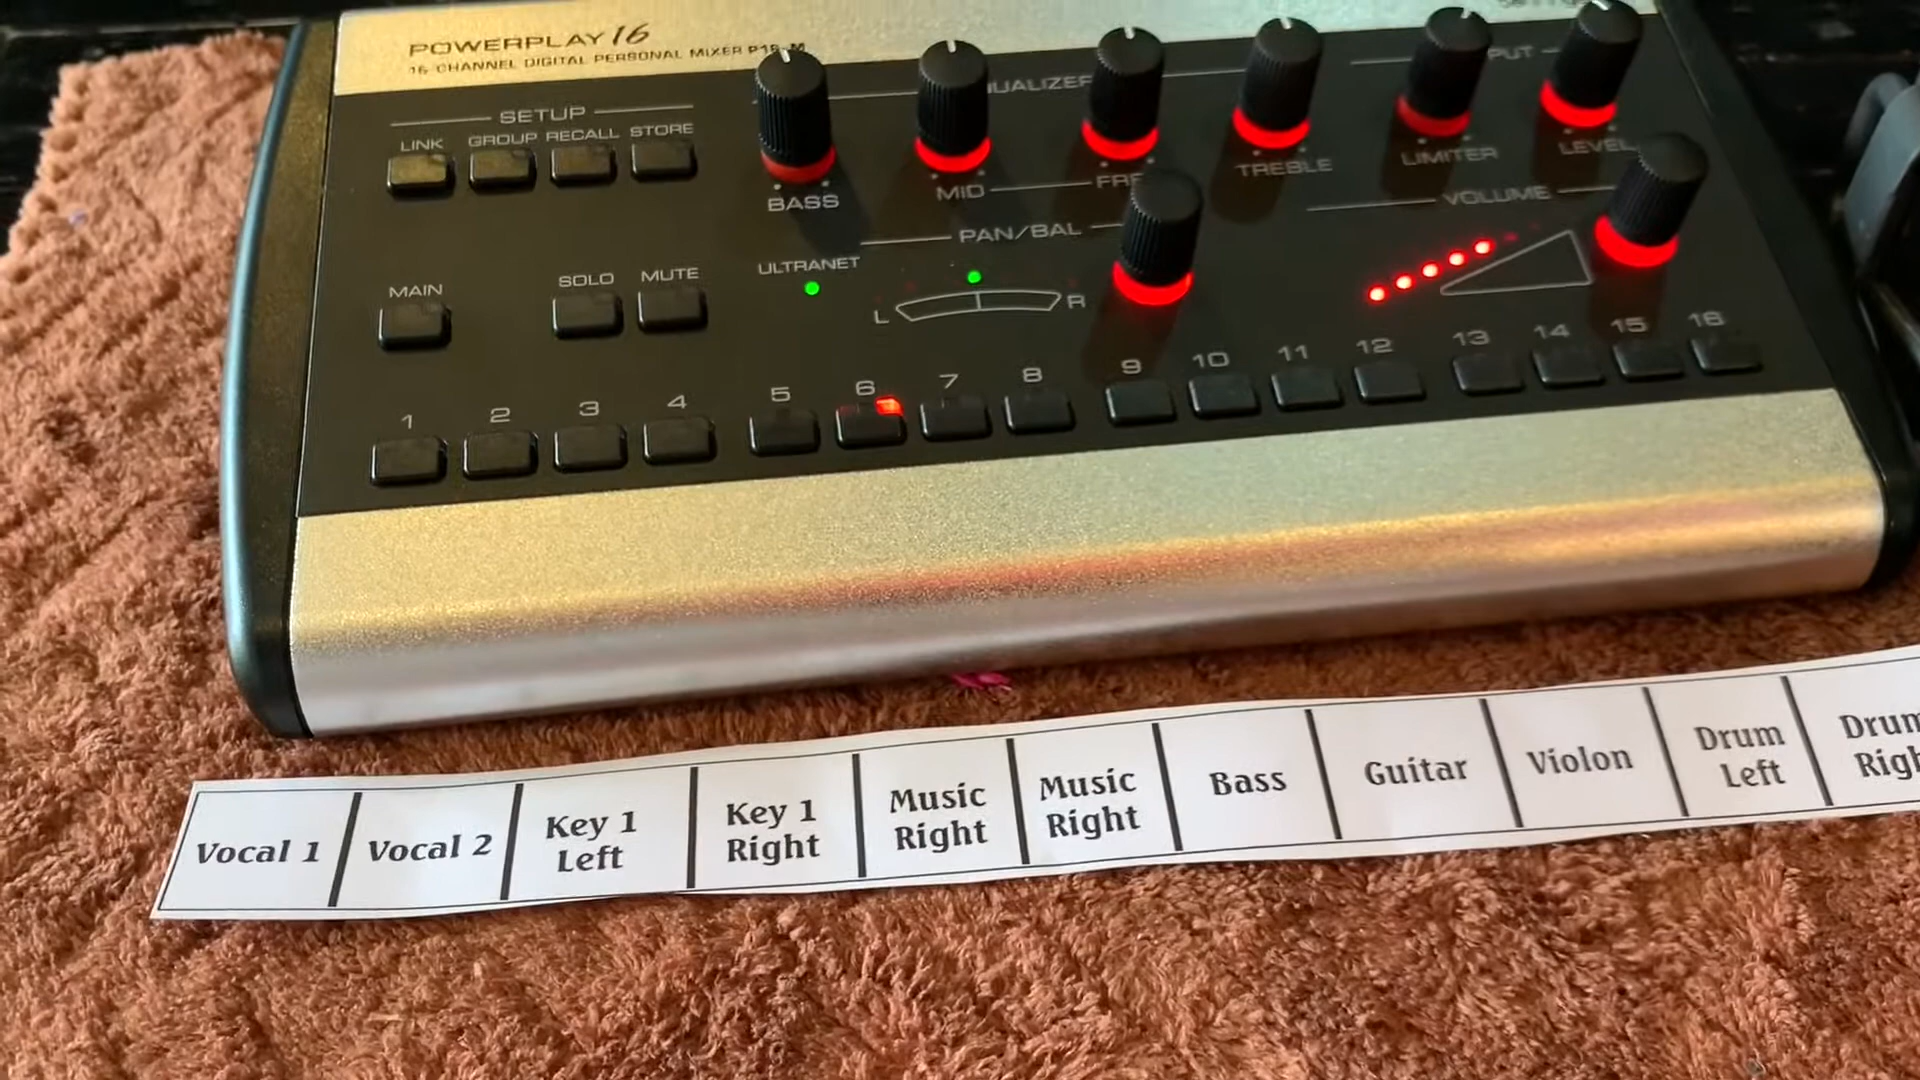 POWERPLAY 16
16-CHANNEL DIGITAL PERSONAL MIXER P16-M
SETUP
LINK GROUP RECALL STORE
BASS MID TREBLE LIMITER LEVEL
VOLUME
PAN/BAL
ULTRANET
L R
MAIN SOLO MUTE
1 2 3 4 5 6 7 8 9 10 11 12 13 14 15 16
Vocal 1
Vocal 2
Key 1
Left
Key 1
Right
Music
Right
Music
Right
Bass
Guitar
Violon
Drum
Left